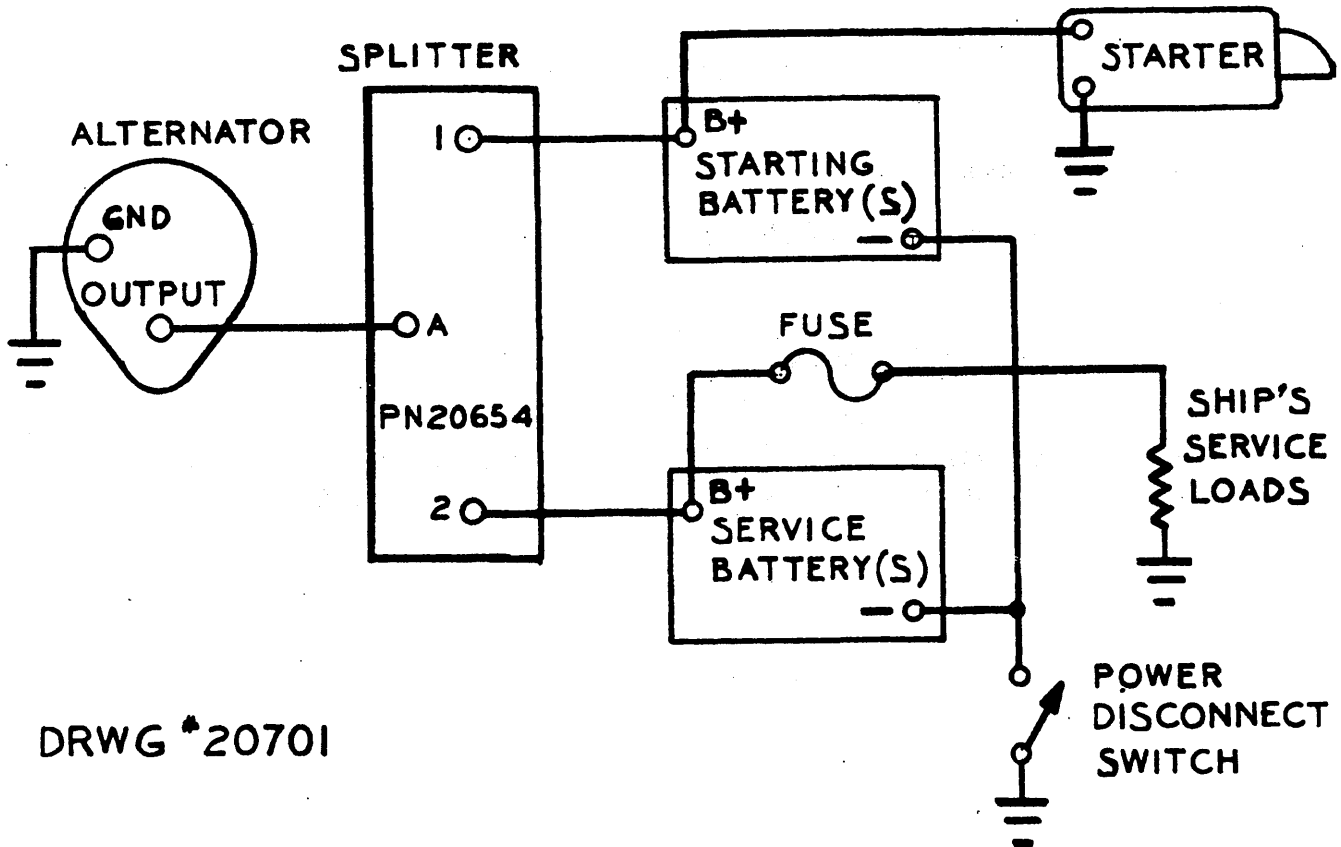 SPLITTER
STARTER
ALTERNATOR
GND
OUTPUT
1
A
PN20654
2
B+
STARTING
BATTERY(S)
−
FUSE
B+
SERVICE
BATTERY(S)
−
SHIP'S
SERVICE
LOADS
POWER
DISCONNECT
SWITCH
DRWG #20701